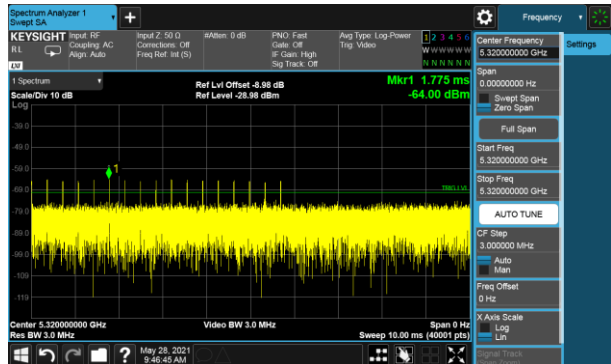 Spectrum Analyzer 1
Swept SA
+
Frequency
KEYSIGHT Input: RF Input Z: 50 Ω #Atten: 0 dB PNO: Fast Avg Type: Log-Power 1 2 3 4 5 6
RL Coupling: AC Corrections: Off Gate: Off Trig: Video W W W W W W
Align: Auto Freq Ref: Int (S) IF Gain: High N N N N N N
Sig Track: Off
LXI
1 Spectrum
Ref Lvl Offset -8.98 dB Mkr1 1.775 ms
Scale/Div 10 dB Ref Level -28.98 dBm -64.00 dBm
Log
-39.0
-49.0
-59.0
1
-69.0
TRIG LVL
-79.0
-89.0
-99.0
-109
-119
Center 5.320000000 GHz Video BW 3.0 MHz Span 0 Hz
Res BW 3.0 MHz Sweep 10.00 ms (40001 pts)
? May 28, 2021
9:46:45 AM
Center Frequency
5.320000000 GHz
Settings
Span
0.00000000 Hz
Swept Span
Zero Span
Full Span
Start Freq
5.320000000 GHz
Stop Freq
5.320000000 GHz
AUTO TUNE
CF Step
3.000000 MHz
Auto
Man
Freq Offset
0 Hz
X Axis Scale
Log
Lin
Signal Track